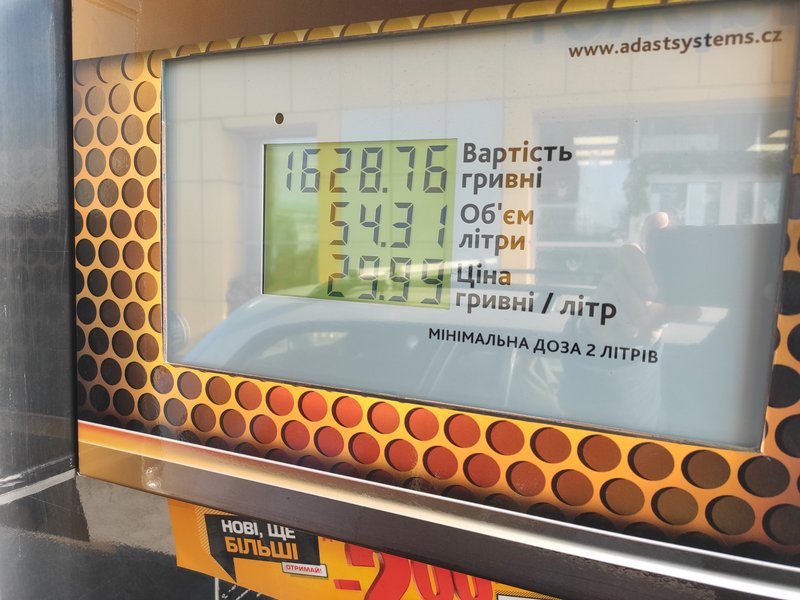 www.adastsystems.cz
1628.76 Вартість
гривні
54.31 Об'єм
літри
29.99 Ціна
гривні / літр
МІНІМАЛЬНА ДОЗА 2 ЛІТРІВ
НОВІ, ЩЕ
БІЛЬШІ
ОТРИМАЙ!